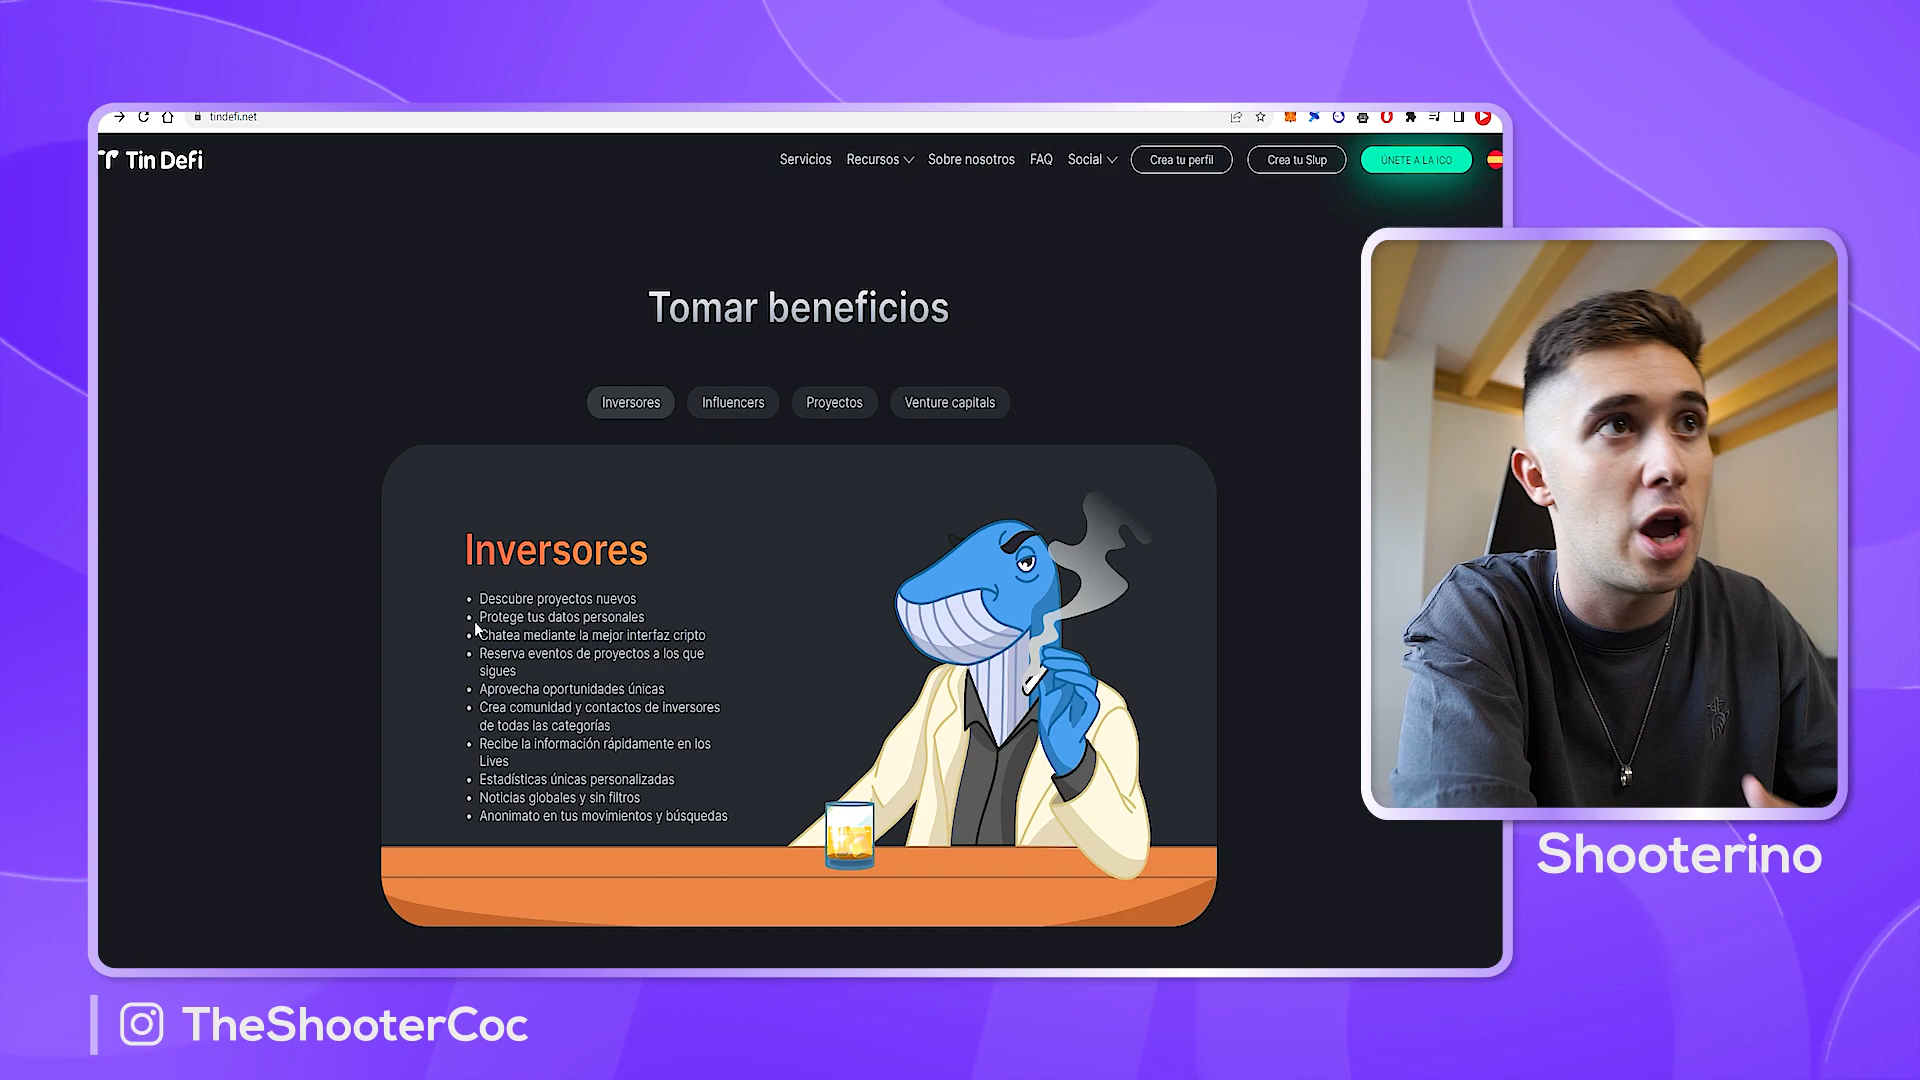 tindefi.net
Tin Defi
Servicios Recursos Sobre nosotros FAQ Social Crea tu perfil Crea tu Slup ÚNETE A LA ICO
Tomar beneficios
Inversores Influencers Proyectos Venture capitals
Inversores
• Descubre proyectos nuevos
• Protege tus datos personales
• Chatea mediante la mejor interfaz cripto
• Reserva eventos de proyectos a los que
sigues
• Aprovecha oportunidades únicas
• Crea comunidad y contactos de inversores
de todas las categorías
• Recibe la información rápidamente en los
Lives
• Estadísticas únicas personalizadas
• Noticias globales y sin filtros
• Anonimato en tus movimientos y búsquedas
Shooterino
TheShooterCoc